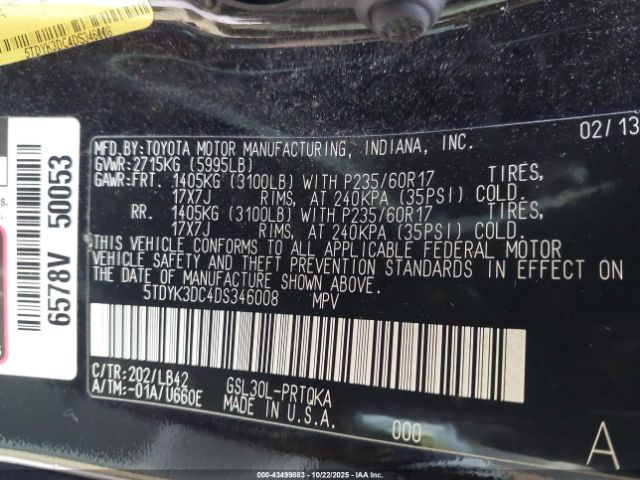 5TDYK3DC4DS346008
6578V 50053
MFD.BY:TOYOTA MOTOR MANUFACTURING, INDIANA, INC. 02/13
GVWR:2715KG (5995LB)
GAWR:FRT. 1405KG (3100LB) WITH P235/60R17 TIRES,
17X7J RIMS, AT 240KPA (35PSI) COLD.
RR. 1405KG (3100LB) WITH P235/60R17 TIRES,
17X7J RIMS, AT 240KPA (35PSI) COLD.
THIS VEHICLE CONFORMS TO ALL APPLICABLE FEDERAL MOTOR
VEHICLE SAFETY AND THEFT PREVENTION STANDARDS IN EFFECT ON
THE DATE OF MANUFACTURE SHOWN ABOVE.
5TDYK3DC4DS346008 MPV
C/TR:202/LB42 GSL30L-PRTQKA
A/TM:-01A/U660E MADE IN U.S.A.
000
A
000-43499883 - 10/22/2025 - IAAI.COM